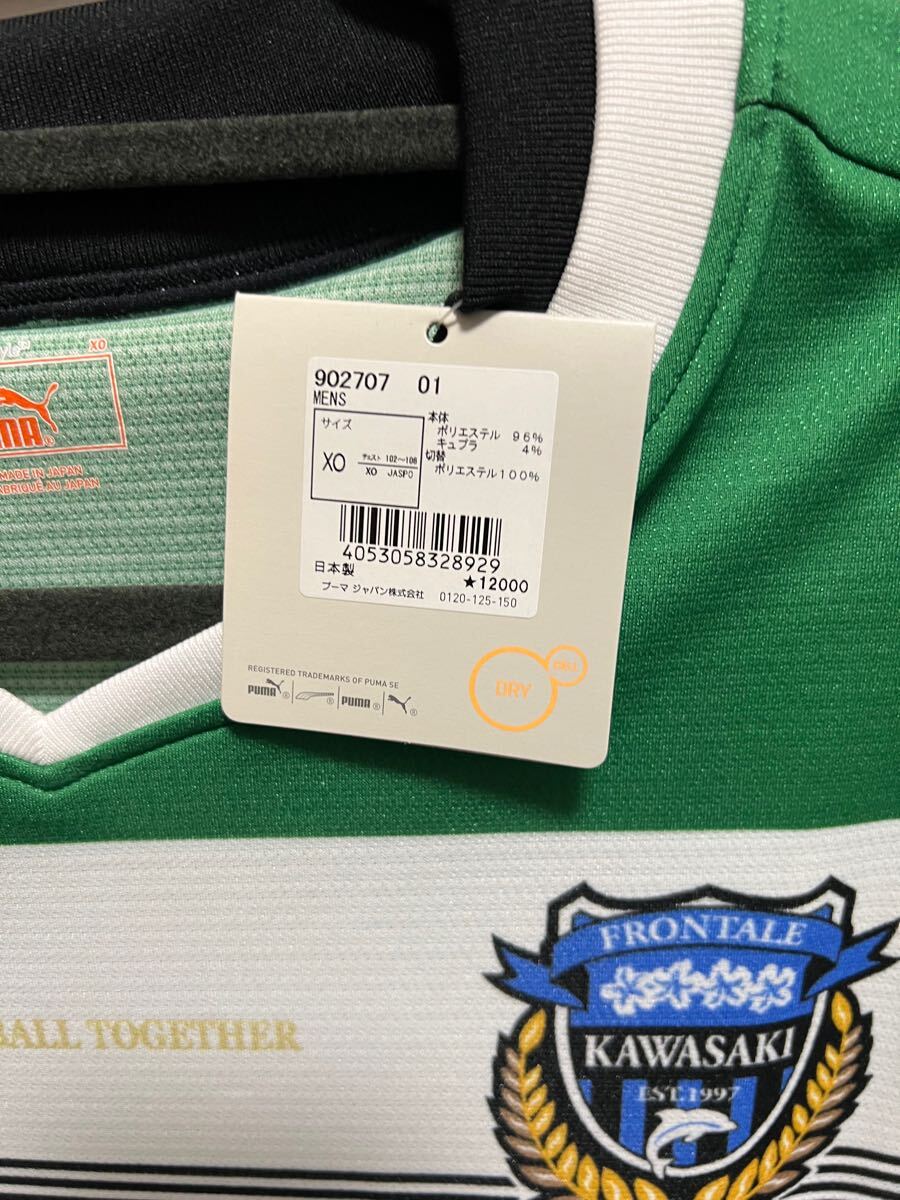 902707 01
MENS
サイズ
XO
チェスト 102～106
XO JASPO
本体
ポリエステル 96%
キュプラ 4%
切替
ポリエステル100%
4053058328929
日本製
★12000
プーマ ジャパン株式会社 0120-125-150
REGISTERED TRADEMARKS OF PUMA SE
PUMA® ® PUMA® ®
DRY
CELL
XO
MADE IN JAPAN
FABRIQUÉ AU JAPAN
BALL TOGETHER
FRONTALE
KAWASAKI
EST.1997